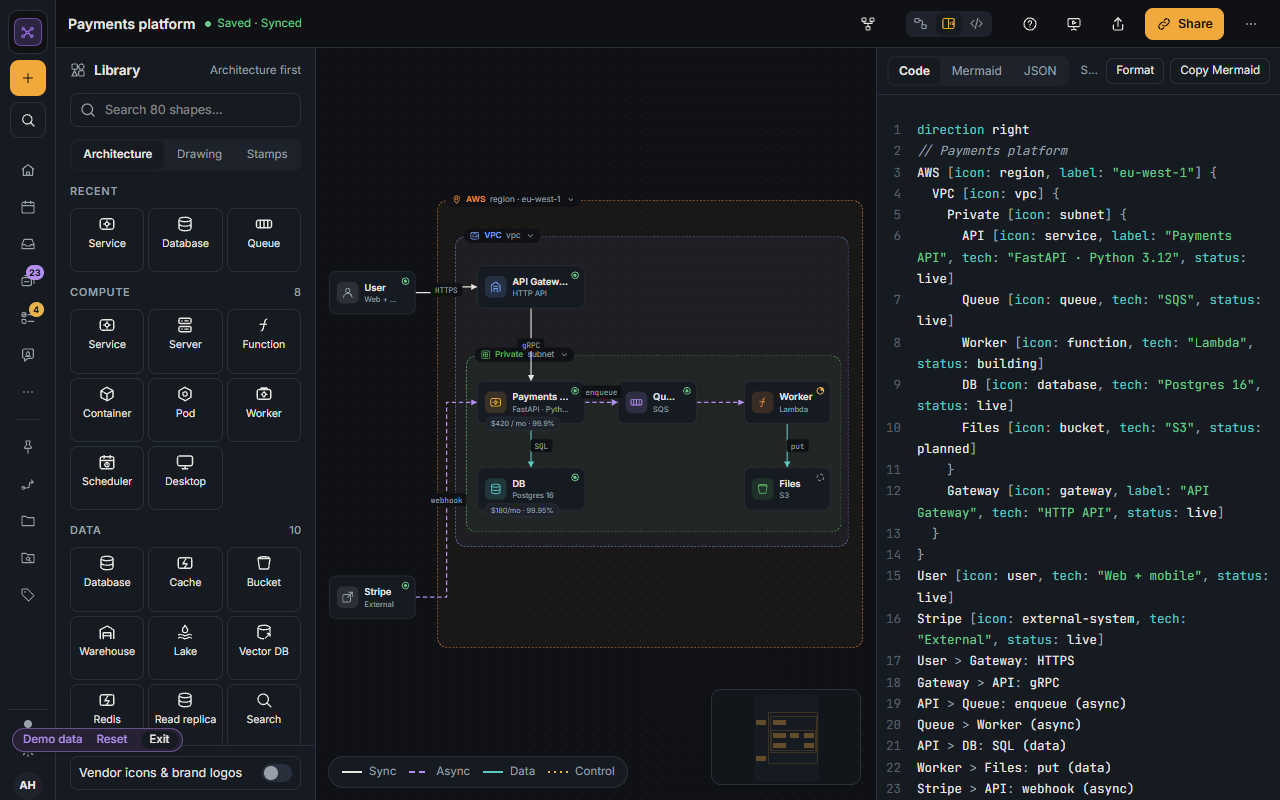 Payments platform
Saved · Synced
Share
Library
Architecture first
Search 80 shapes...
Architecture
Drawing
Stamps
RECENT
Service
Database
Queue
COMPUTE
8
Service
Server
Function
Container
Pod
Worker
Scheduler
Desktop
DATA
10
Database
Cache
Bucket
Warehouse
Lake
Vector DB
Redis
Read replica
Search
23
4
Demo data
Reset
Exit
Vendor icons & brand logos
AH
AWS region · eu-west-1
VPC vpc
User
Web + ...
HTTPS
API Gatew...
HTTP API
gRPC
Private subnet
Payments ...
FastAPI · Pyth...
$420 / mo · 99.9%
enqueue
Qu...
SQS
Worker
Lambda
SQL
put
DB
Postgres 16
$180/mo · 99.95%
Files
S3
webhook
Stripe
External
Sync
Async
Data
Control
Code
Mermaid
JSON
S...
Format
Copy Mermaid
1 direction right
2 // Payments platform
3 AWS [icon: region, label: "eu-west-1"] {
4 VPC [icon: vpc] {
5 Private [icon: subnet] {
6 API [icon: service, label: "Payments
API", tech: "FastAPI · Python 3.12", status:
live]
7 Queue [icon: queue, tech: "SQS", status:
live]
8 Worker [icon: function, tech: "Lambda",
status: building]
9 DB [icon: database, tech: "Postgres 16",
status: live]
10 Files [icon: bucket, tech: "S3", status:
planned]
11 }
12 Gateway [icon: gateway, label: "API
Gateway", tech: "HTTP API", status: live]
13 }
14 }
15 User [icon: user, tech: "Web + mobile", status:
live]
16 Stripe [icon: external-system, tech:
"External", status: live]
17 User > Gateway: HTTPS
18 Gateway > API: gRPC
19 API > Queue: enqueue (async)
20 Queue > Worker (async)
21 API > DB: SQL (data)
22 Worker > Files: put (data)
23 Stripe > API: webhook (async)